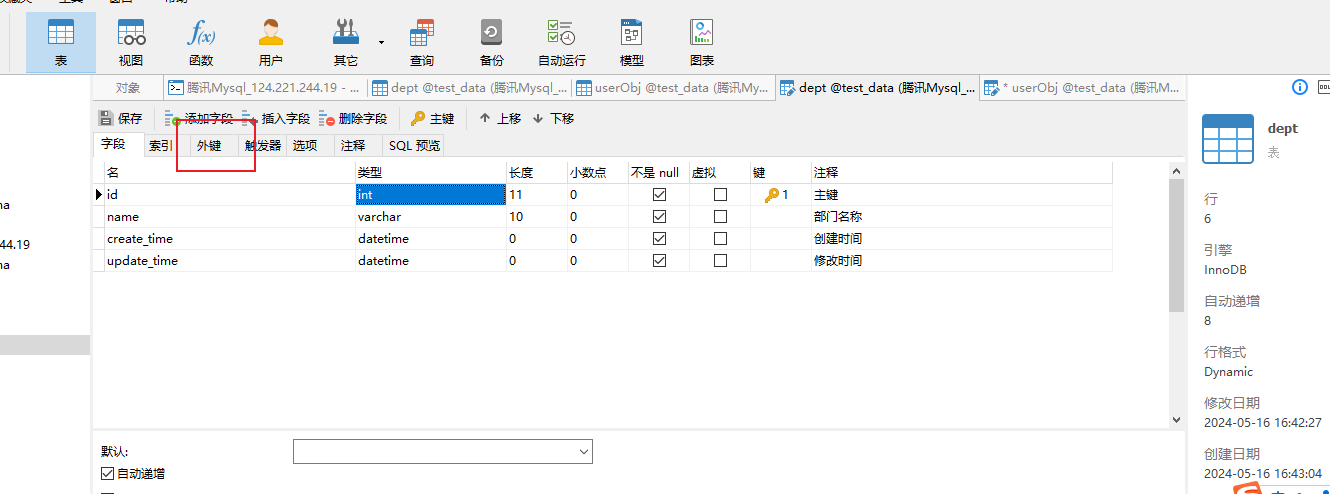 工具
帮助
表
视图
函数
用户
其它
查询
备份
自动运行
模型
图表
对象
腾讯Mysql_124.221.244.19 - ...
dept @test_data (腾讯Mysql_...
userObj @test_data (腾讯My...
dept @test_data (腾讯Mysql_...
* userObj @test_data (腾讯M...
保存
添加字段
插入字段
删除字段
主键
上移
下移
字段
索引
外键
触发器
选项
注释
SQL 预览
名 类型 长度 小数点 不是 null 虚拟 键 注释
id int 11 0 1 主键
name varchar 10 0 部门名称
create_time datetime 0 0 创建时间
update_time datetime 0 0 修改时间
默认:
自动递增
na
44.19
na
dept
表
行
6
引擎
InnoDB
自动递增
8
行格式
Dynamic
修改日期
2024-05-16 16:42:27
创建日期
2024-05-16 16:43:04